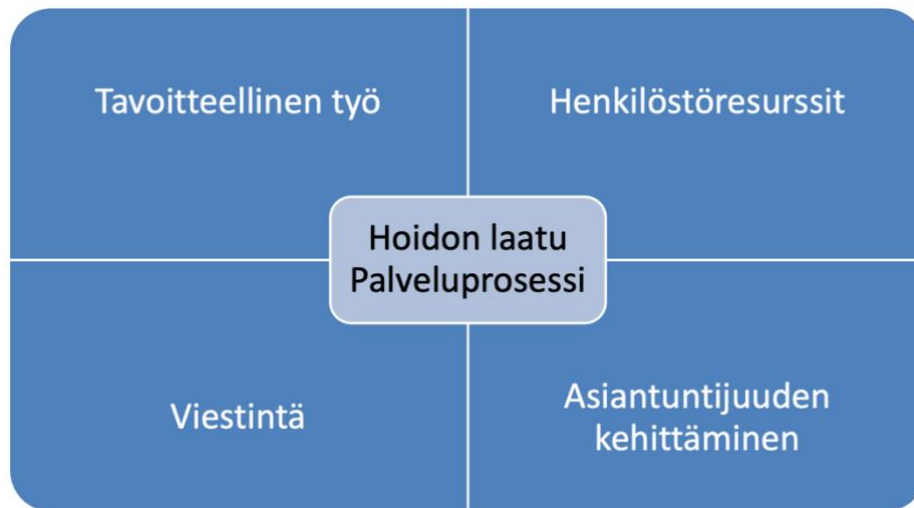 Tavoitteellinen työ
Henkilöstöresurssit
Hoidon laatu
Palveluprosessi
Viestintä
Asiantuntijuuden
kehittäminen